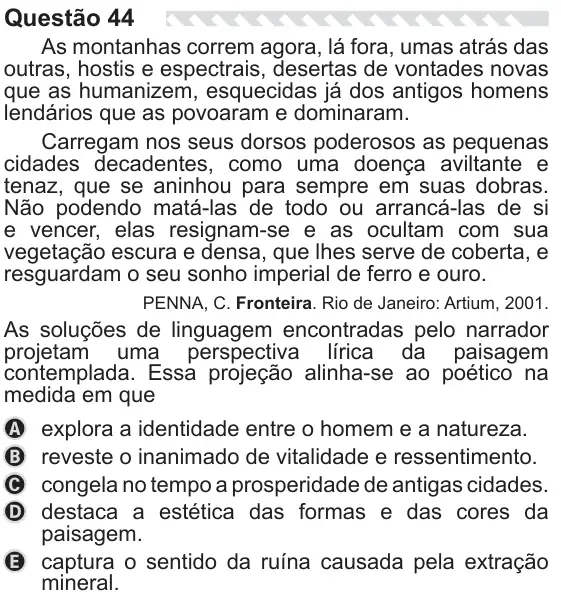 Questão 44
As montanhas correm agora, lá fora, umas atrás das
outras, hostis e espectrais, desertas de vontades novas
que as humanizem, esquecidas já dos antigos homens
lendários que as povoaram e dominaram.
Carregam nos seus dorsos poderosos as pequenas
cidades decadentes, como uma doença aviltante e
tenaz, que se aninhou para sempre em suas dobras.
Não podendo matá-las de todo ou arrancá-las de si
e vencer, elas resignam-se e as ocultam com sua
vegetação escura e densa, que lhes serve de coberta, e
resguardam o seu sonho imperial de ferro e ouro.
PENNA, C. Fronteira. Rio de Janeiro: Artium, 2001.
As soluções de linguagem encontradas pelo narrador
projetam uma perspectiva lírica da paisagem
contemplada. Essa projeção alinha-se ao poético na
medida em que
A explora a identidade entre o homem e a natureza.
B reveste o inanimado de vitalidade e ressentimento.
C congela no tempo a prosperidade de antigas cidades.
D destaca a estética das formas e das cores da
paisagem.
E captura o sentido da ruína causada pela extração
mineral.